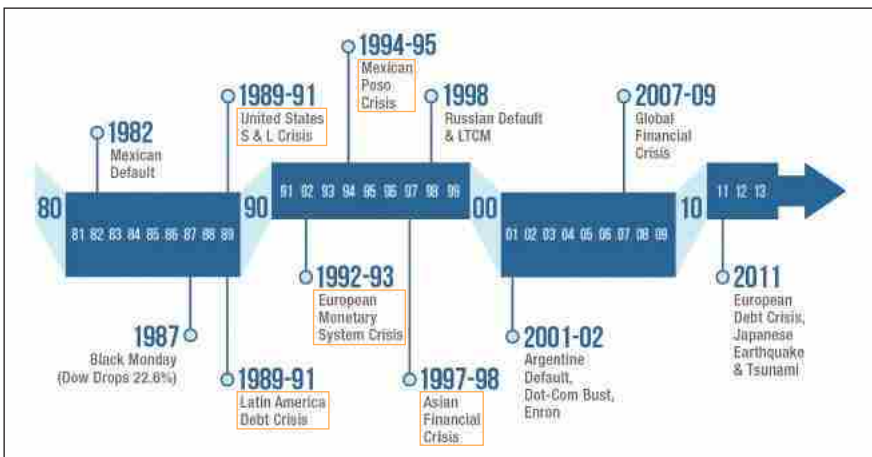 1994-95
Mexican
Poso
Crisis
1989-91
United States
S & L Crisis
1998
Russian Default
& LTCM
2007-09
Global
Financial
Crisis
1982
Mexican
Default
80
81 82 83 84 85 86 87 88 89
90
91 92 93 94 95 96 97 98 99
00
01 02 03 04 05 06 07 08 09
10
11 12 13
1987
Black Monday
(Dow Drops 22.6%)
1989-91
Latin America
Debt Crisis
1992-93
European
Monetary
System Crisis
1997-98
Asian
Financial
Crisis
2001-02
Argentine
Default,
Dot-Com Bust,
Enron
2011
European
Debt Crisis,
Japanese
Earthquake
& Tsunami